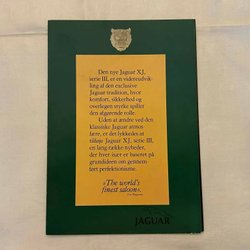 Den nye Jaguar XJ,
serie III, er en videreudvik-
ling af den exclusive
Jaguar tradition, hvor
komfort, sikkerhed og
overlegen styrke spiller
den afgørende rolle.
Uden at ændre ved den
klassiske Jaguar atmos-
fære, er det lykkedes at
tilføje Jaguar XJ, serie III,
en lang række nyheder,
der hver især er baseret på
grundideen om gennem-
ført perfektionisme.
»The world's
finest saloon«.
JAGUAR